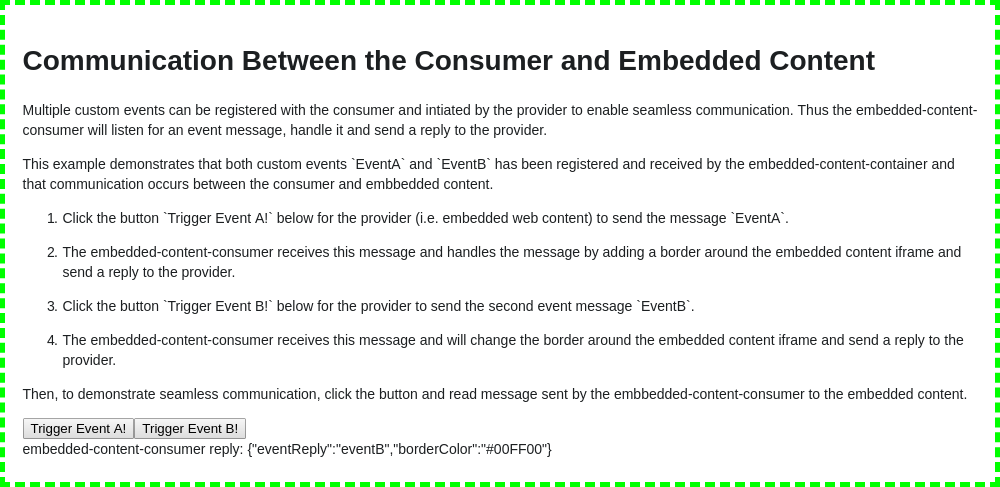 Communication Between the Consumer and Embedded Content
Multiple custom events can be registered with the consumer and intiated by the provider to enable seamless communication. Thus the embedded-content-
consumer will listen for an event message, handle it and send a reply to the provider.
This example demonstrates that both custom events `EventA` and `EventB` has been registered and received by the embedded-content-container and
that communication occurs between the consumer and embbedded content.
1. Click the button `Trigger Event A!` below for the provider (i.e. embedded web content) to send the message `EventA`.
2. The embedded-content-consumer receives this message and handles the message by adding a border around the embedded content iframe and
send a reply to the provider.
3. Click the button `Trigger Event B!` below for the provider to send the second event message `EventB`.
4. The embedded-content-consumer receives this message and will change the border around the embedded content iframe and send a reply to the
provider.
Then, to demonstrate seamless communication, click the button and read message sent by the embbedded-content-consumer to the embedded content.
Trigger Event A! Trigger Event B!
embedded-content-consumer reply: {"eventReply":"eventB","borderColor":"#00FF00"}